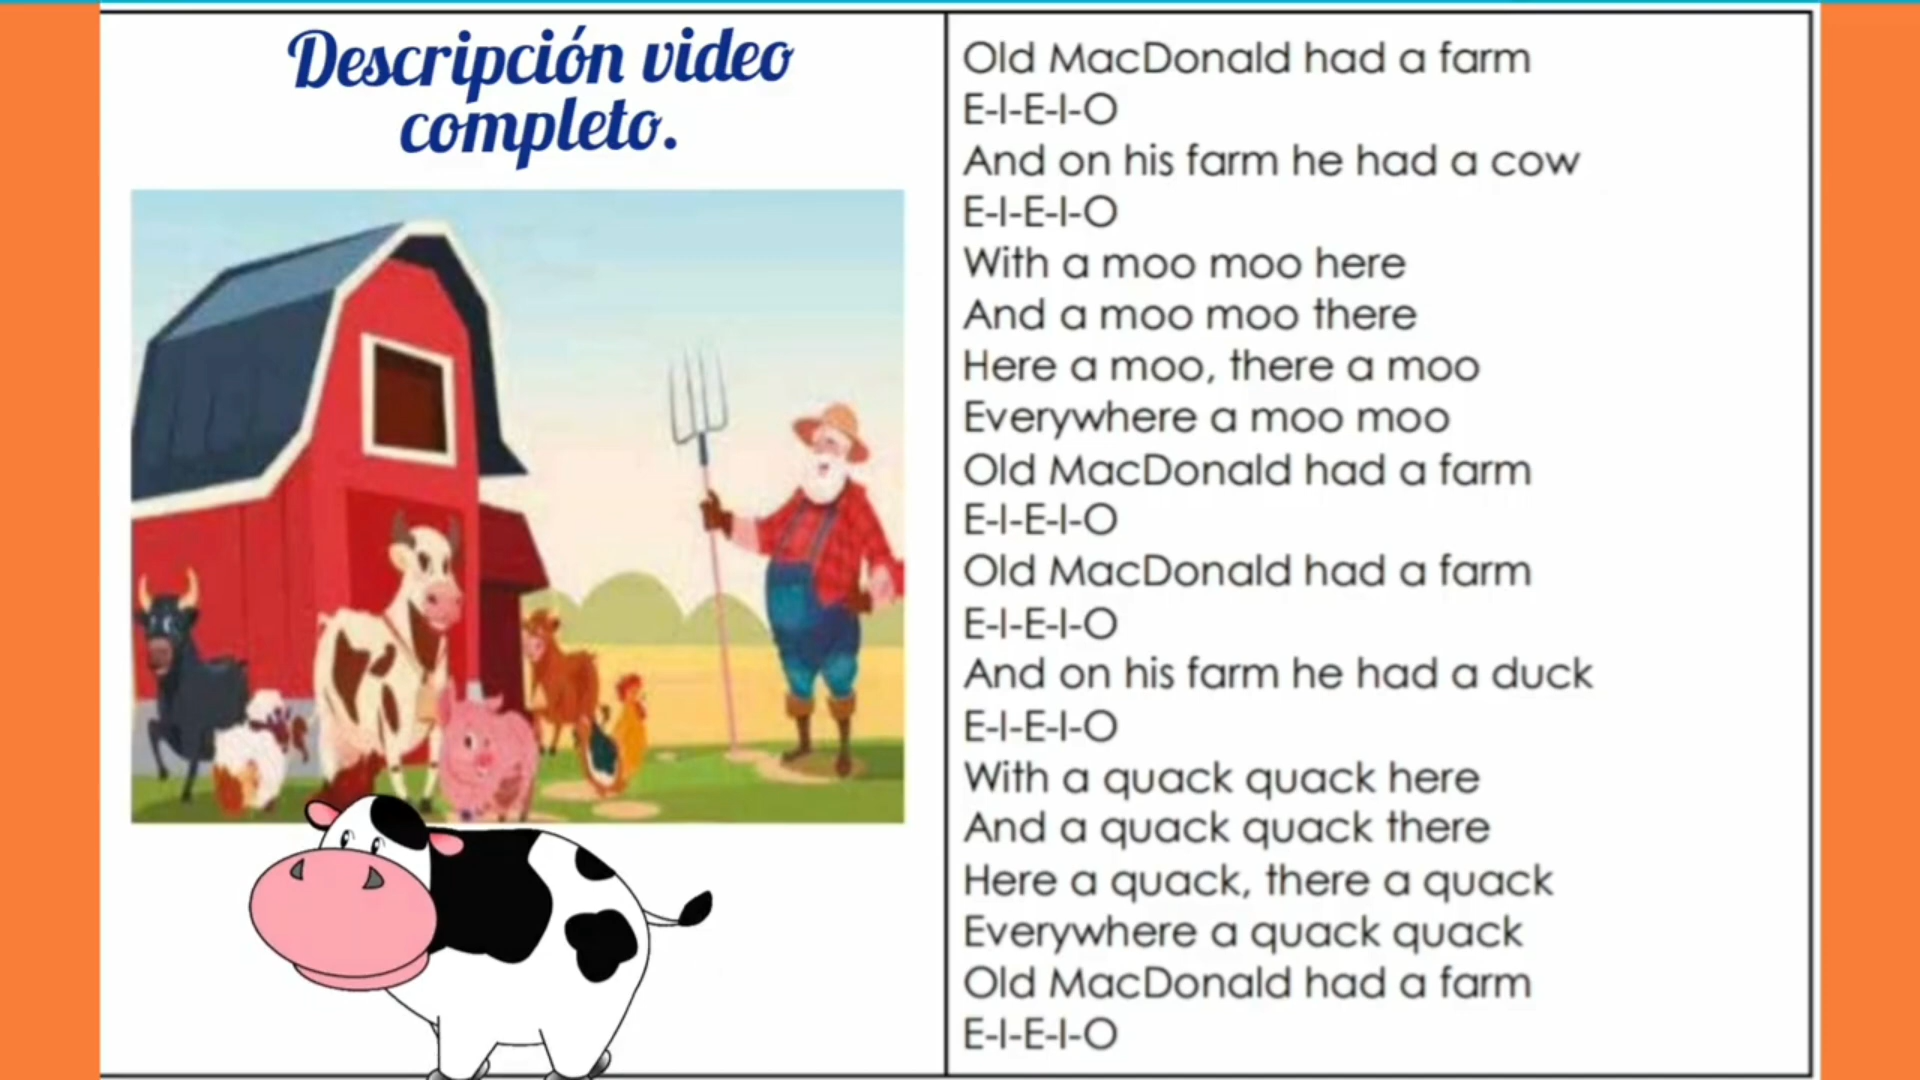 Descripción video
completo.
Old MacDonald had a farm
E-I-E-I-O
And on his farm he had a cow
E-I-E-I-O
With a moo moo here
And a moo moo there
Here a moo, there a moo
Everywhere a moo moo
Old MacDonald had a farm
E-I-E-I-O
Old MacDonald had a farm
E-I-E-I-O
And on his farm he had a duck
E-I-E-I-O
With a quack quack here
And a quack quack there
Here a quack, there a quack
Everywhere a quack quack
Old MacDonald had a farm
E-I-E-I-O